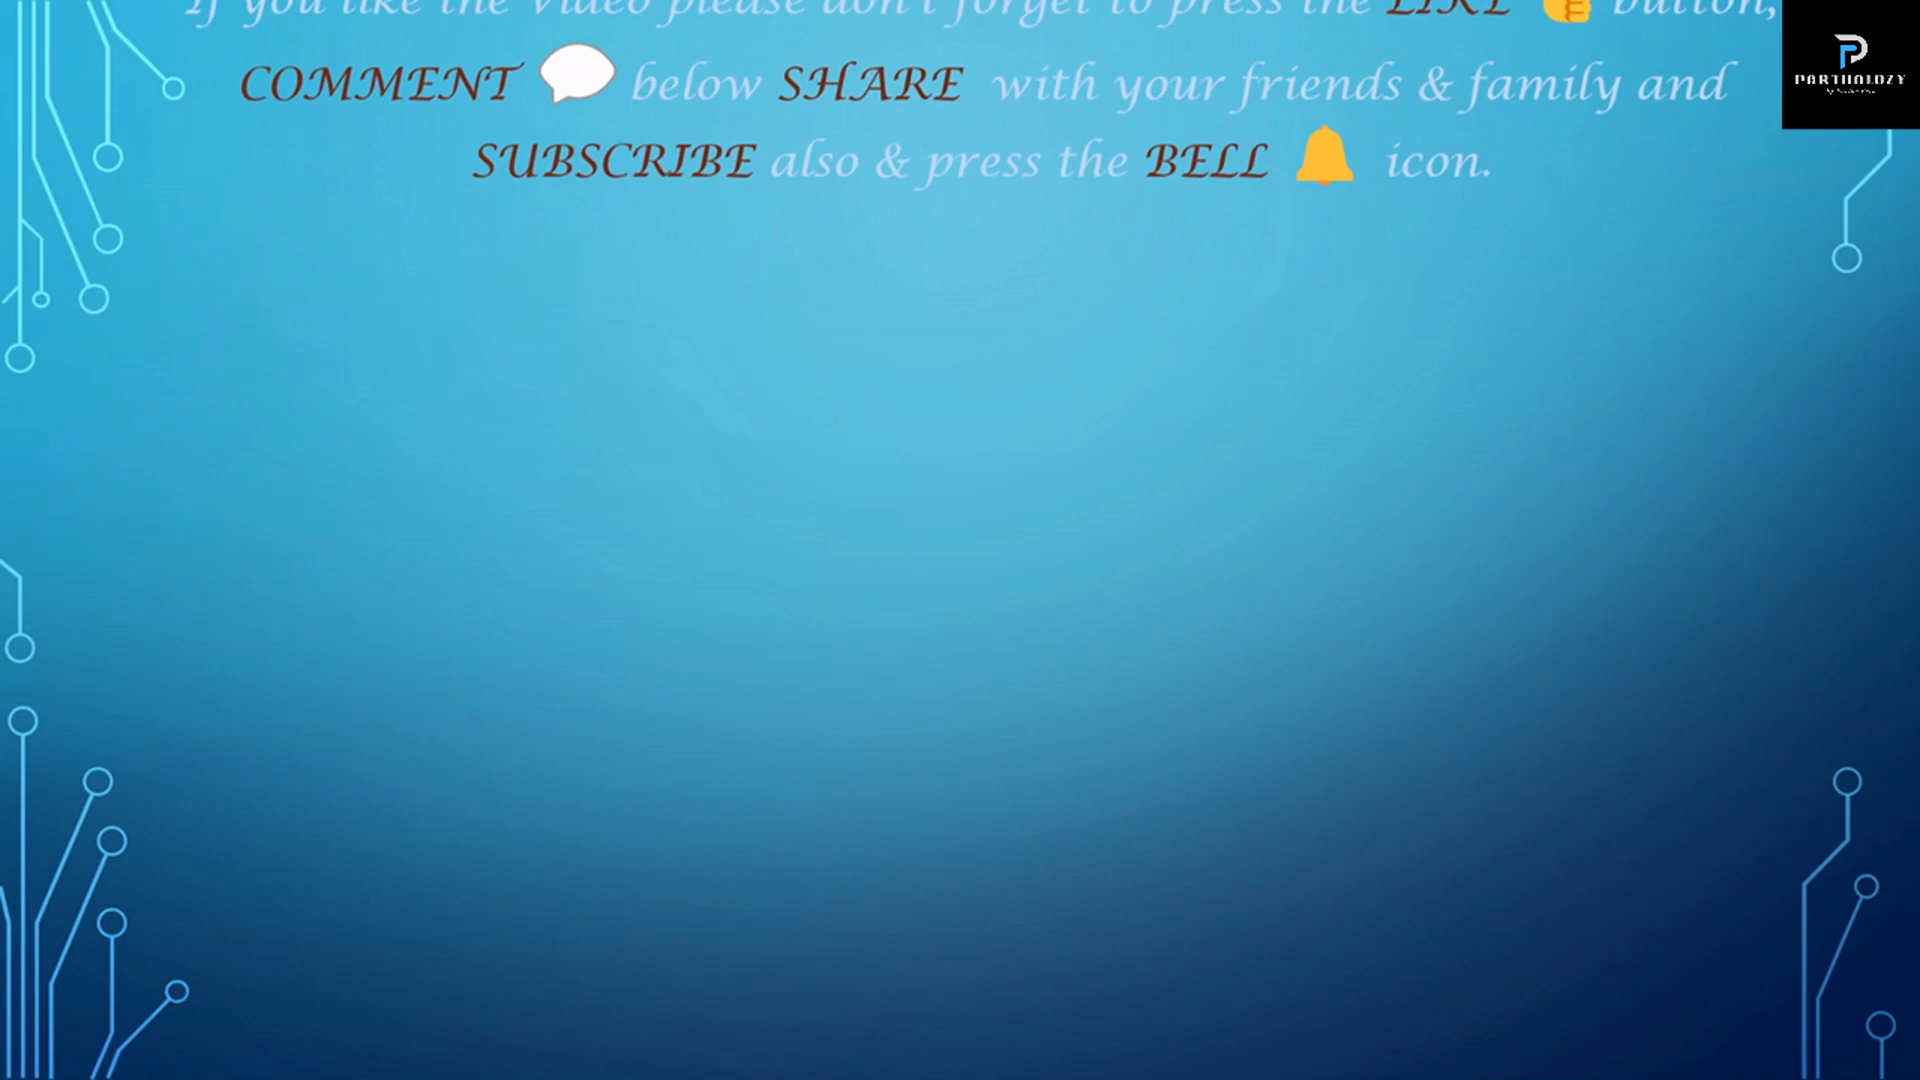 If you like the video please don't forget to press the LIKE 👍 button,
COMMENT 💬 below SHARE with your friends & family and
SUBSCRIBE also & press the BELL 🔔 icon.
PARTHOLOZY